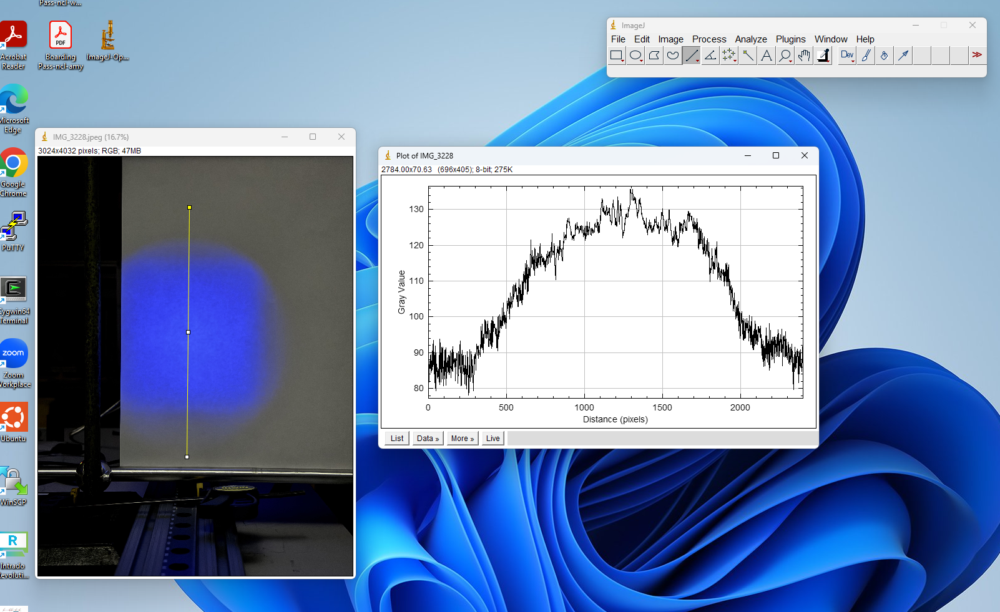 Pass-ncl-w...
Acrobat
Reader
PDF
Boarding
Pass-ncl-amy
ImageJ-Op...
Microsoft
Edge
Google
Chrome
PuTTY
Cygwin64
Terminal
zoom
Zoom
Workplace
Ubuntu
WinSCP
R
Intrado
Revoluti...
ImageJ
File Edit Image Process Analyze Plugins Window Help
A Dev >>
IMG_3228.jpeg (16.7%)
3024x4032 pixels; RGB; 47MB
Plot of IMG_3228
2784.00x70.63 (696x405); 8-bit; 275K
130
120
110
100
90
80
Gray Value
0 500 1000 1500 2000
Distance (pixels)
List Data » More » Live